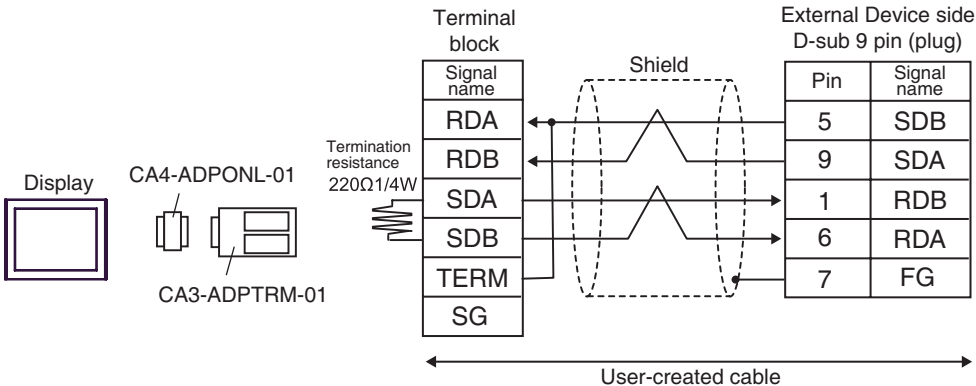 Display
CA4-ADPONL-01
CA3-ADPTRM-01
Termination
resistance
220Ω1/4W
Terminal
block
Signal
name
RDA
RDB
SDA
SDB
TERM
SG
Shield
External Device side
D-sub 9 pin (plug)
Pin Signal
name
5 SDB
9 SDA
1 RDB
6 RDA
7 FG
User-created cable